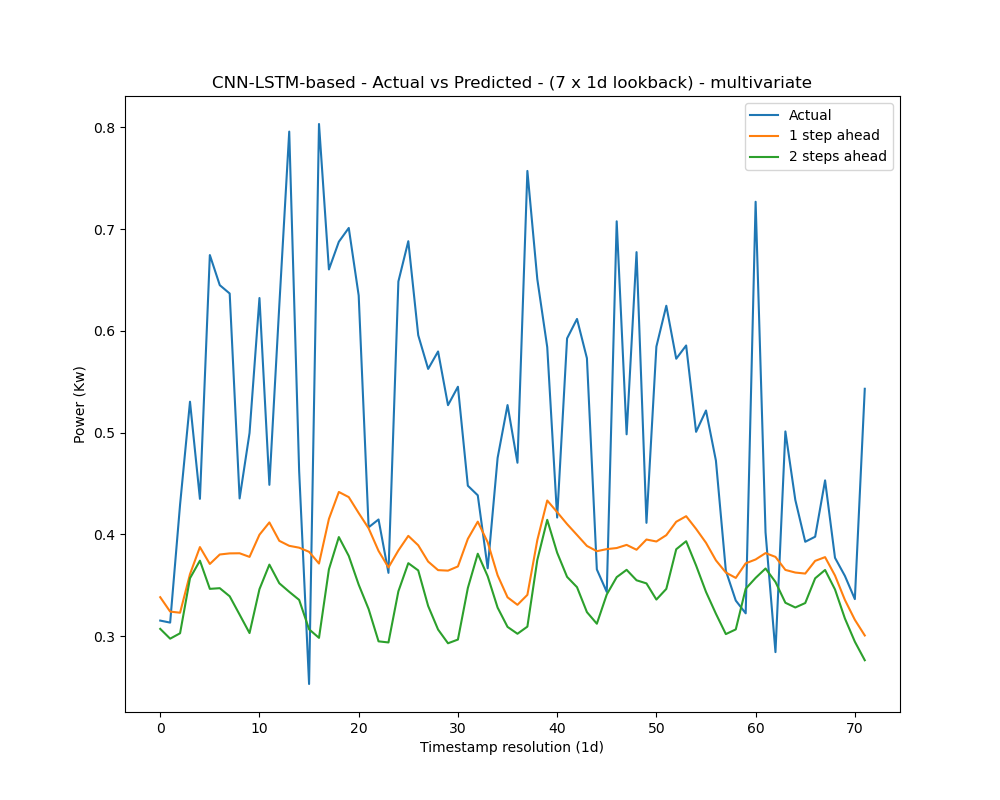 CNN-LSTM-based - Actual vs Predicted - (7 x 1d lookback) - multivariate
Actual
1 step ahead
2 steps ahead
0.8
0.7
0.6
0.5
0.4
0.3
Power (Kw)
0 10 20 30 40 50 60 70
Timestamp resolution (1d)